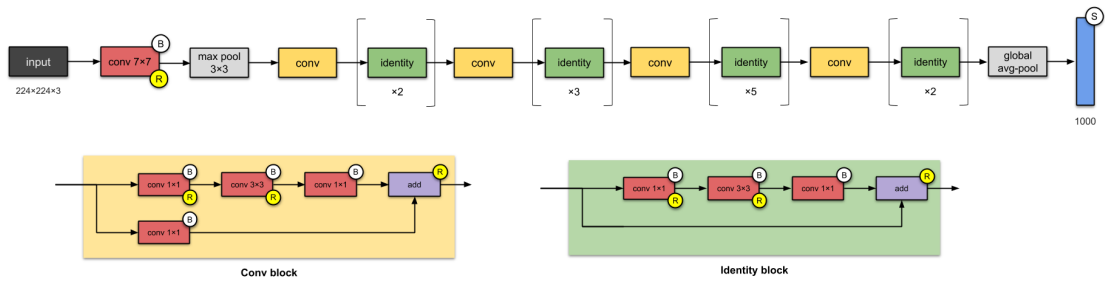 input
224×224×3
conv 7×7
B
R
max pool
3×3
conv
identity
×2
conv
identity
×3
conv
identity
×5
conv
identity
×2
global
avg-pool
S
1000
conv 1×1
B
R
conv 3×3
B
R
conv 1×1
B
add
R
conv 1×1
B
Conv block
conv 1×1
B
R
conv 3×3
B
R
conv 1×1
B
add
R
Identity block